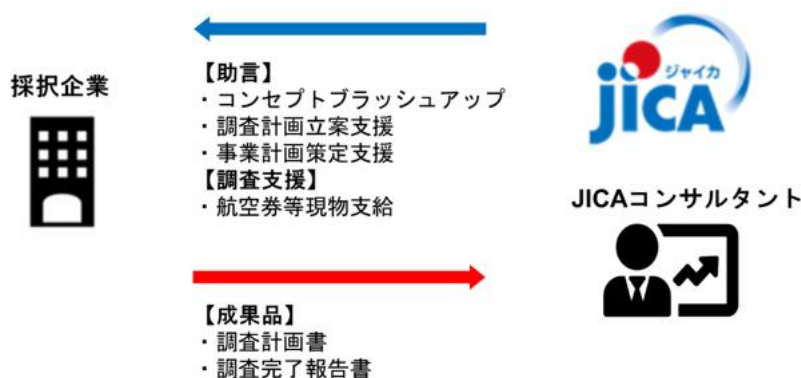 採択企業
【助言】
・コンセプトブラッシュアップ
・調査計画立案支援
・事業計画策定支援
【調査支援】
・航空券等現物支給
ジャイカ
jICA
JICAコンサルタント
【成果品】
・調査計画書
・調査完了報告書